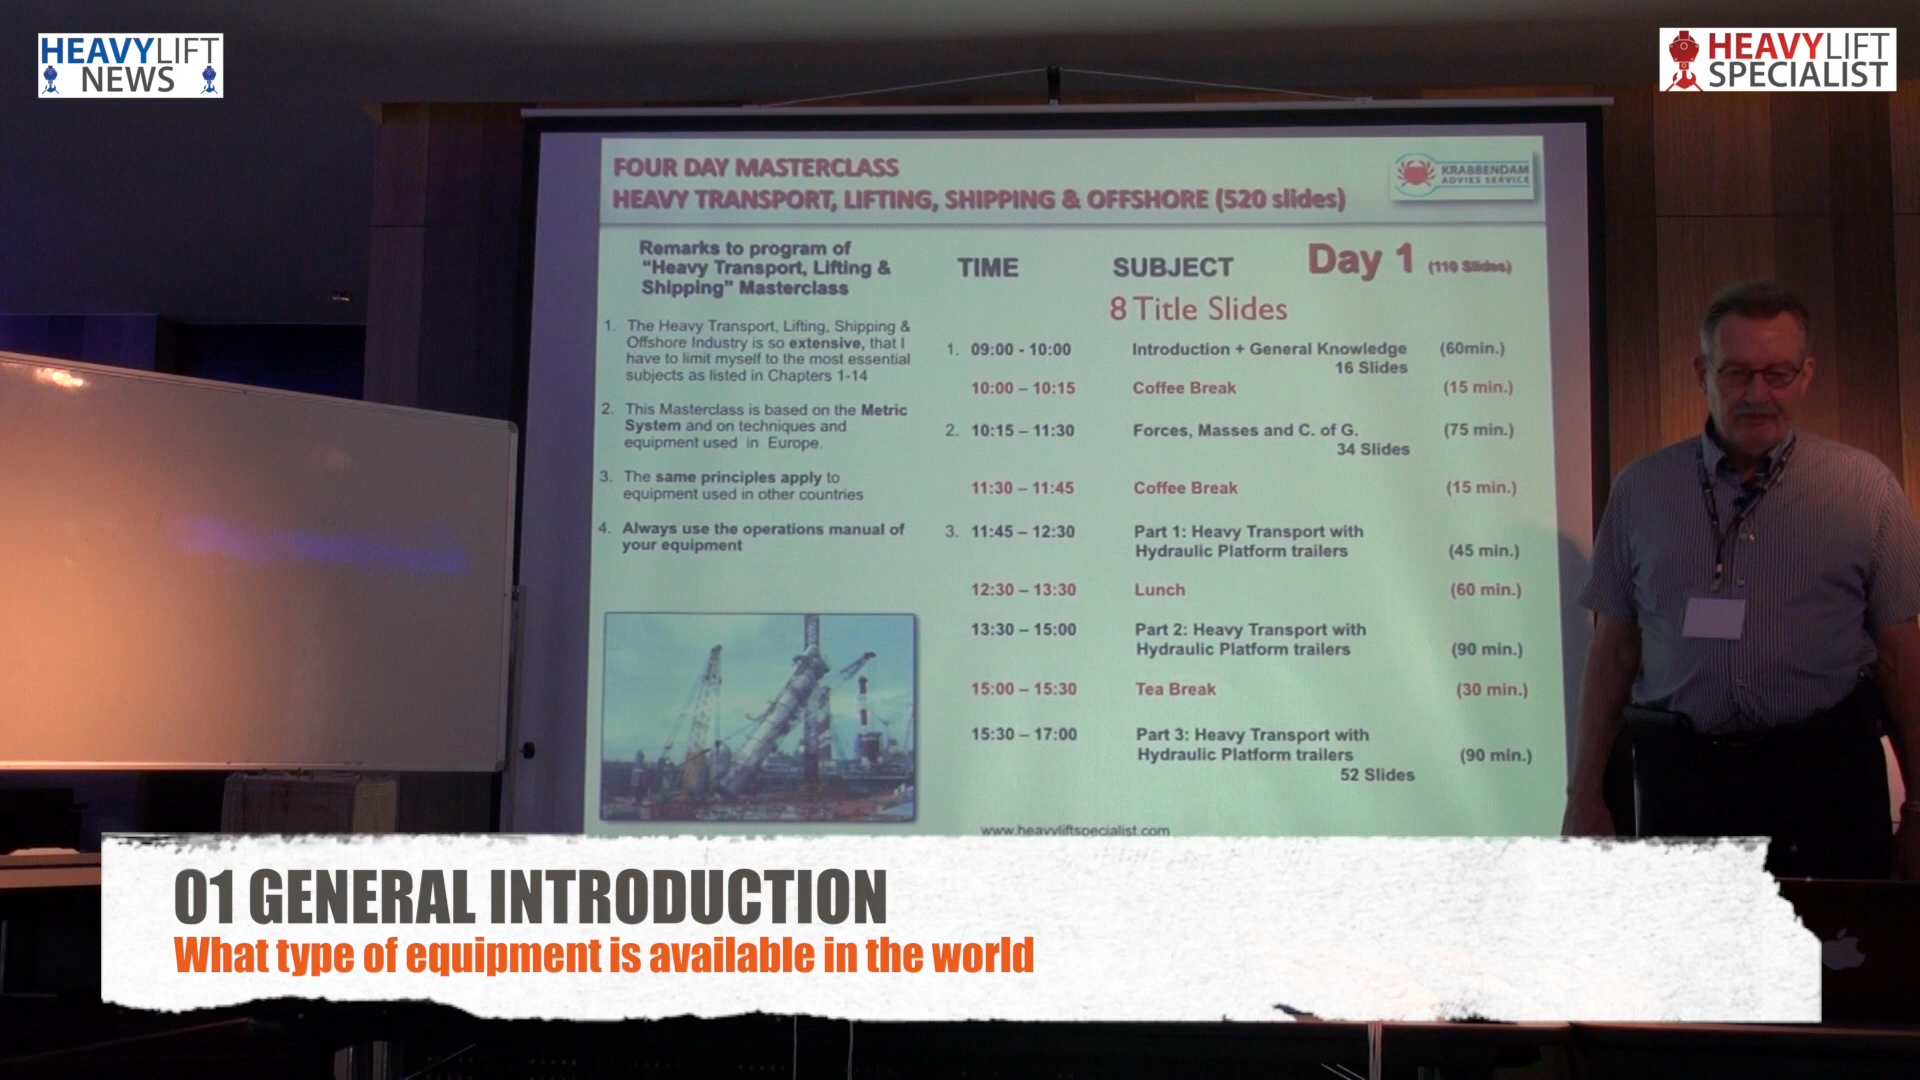 HEAVYLIFT
NEWS
HEAVYLIFT
SPECIALIST
FOUR DAY MASTERCLASS
HEAVY TRANSPORT, LIFTING, SHIPPING & OFFSHORE (520 slides)
KRABBENDAM
ADVIES SERVICE
Remarks to program of
"Heavy Transport, Lifting &
Shipping" Masterclass
1. The Heavy Transport, Lifting, Shipping &
Offshore Industry is so extensive, that I
have to limit myself to the most essential
subjects as listed in Chapters 1-14
2. This Masterclass is based on the Metric
System and on techniques and
equipment used in Europe.
3. The same principles apply to
equipment used in other countries
4. Always use the operations manual of
your equipment
TIME SUBJECT Day 1 (110 Slides)
8 Title Slides
1. 09:00 - 10:00 Introduction + General Knowledge (60min.)
16 Slides
10:00 – 10:15 Coffee Break (15 min.)
2. 10:15 – 11:30 Forces, Masses and C. of G. (75 min.)
34 Slides
11:30 – 11:45 Coffee Break (15 min.)
3. 11:45 – 12:30 Part 1: Heavy Transport with
Hydraulic Platform trailers (45 min.)
12:30 – 13:30 Lunch (60 min.)
13:30 – 15:00 Part 2: Heavy Transport with
Hydraulic Platform trailers (90 min.)
15:00 – 15:30 Tea Break (30 min.)
15:30 – 17:00 Part 3: Heavy Transport with
Hydraulic Platform trailers (90 min.)
52 Slides
www.heavyliftspecialist.com
01 GENERAL INTRODUCTION
What type of equipment is available in the world